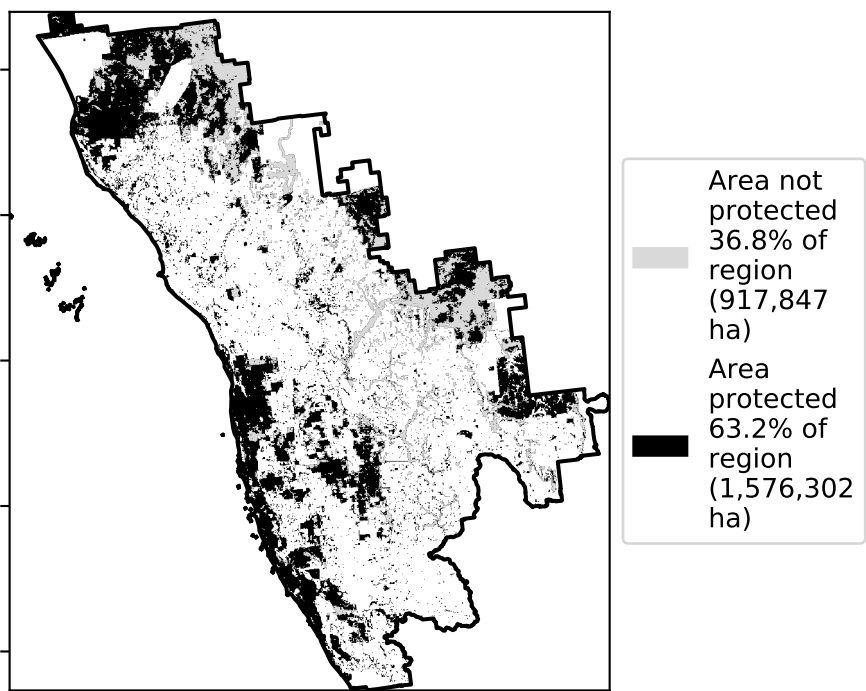 Area not
protected
36.8% of
region
(917,847
ha)
Area
protected
63.2% of
region
(1,576,302
ha)